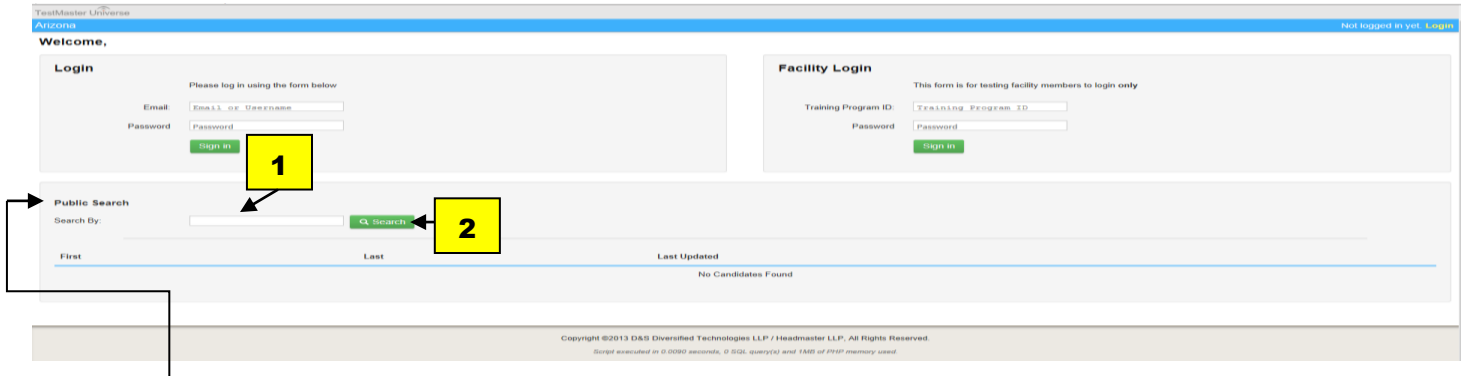 TestMaster Universe
Arizona
Not logged in yet. Login
Welcome,
Login
Please log in using the form below
Email:
Email or Username
Password
Password
Sign in
Facility Login
This form is for testing facility members to login only
Training Program ID:
Training Program ID
Password
Password
Sign in
1
Public Search
Search By:
Search
2
First Last Last Updated
No Candidates Found
Copyright ©2013 D&S Diversified Technologies LLP / Headmaster LLP, All Rights Reserved.
Script executed in 0.0090 seconds, 0 SQL query(s) and 1MB of PHP memory used.